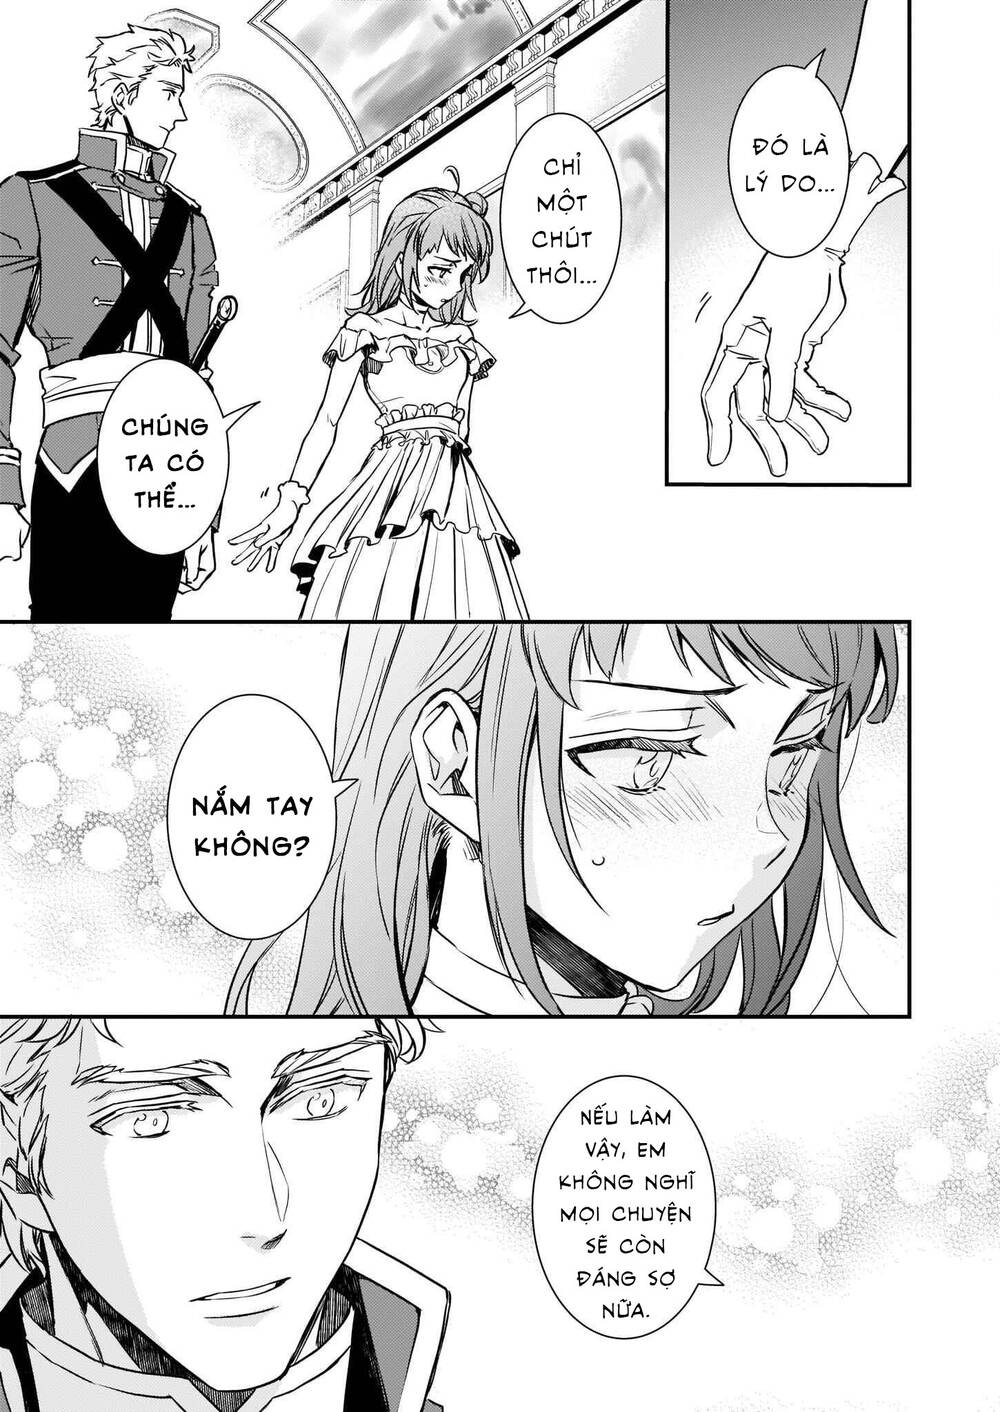 ĐÓ LÀ
LÝ DO...
CHỈ
MỘT
CHÚT
THÔI...
CHÚNG
TA CÓ
THỂ...
NẮM TAY
KHÔNG?
NẾU LÀM
VẬY, EM
KHÔNG NGHĨ
MỌI CHUYỆN
SẼ CÒN
ĐÁNG SỢ
NỮA.